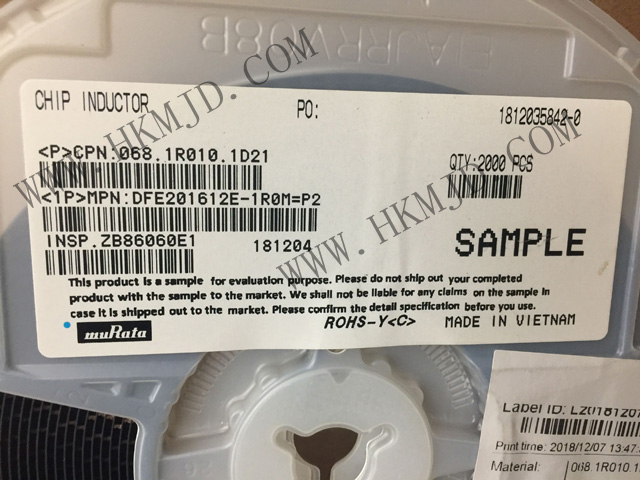 EIAJRRW08B
CHIP INDUCTOR PO: 1812035842-0
<P>CPN:068.1R010.1D21
QTY:2000 PCS
<1P>MPN:DFE201612E-1R0M=P2
INSP.ZB86060E1 181204 SAMPLE
This product is a sample for evaluation purpose. Please do not ship out your completed
product with the sample to the market. We shall not be liable for any claims on the sample in
case it is shipped out to the market. Please confirm the detail specification before you use.
muRata ROHS-Y<C> MADE IN VIETNAM
WWW.HKMJD.COM
WWW.HKMJD.COM
Label ID: LZ0181207
Print time: 2018/12/07 13:47:
Material: 068.1R010.1